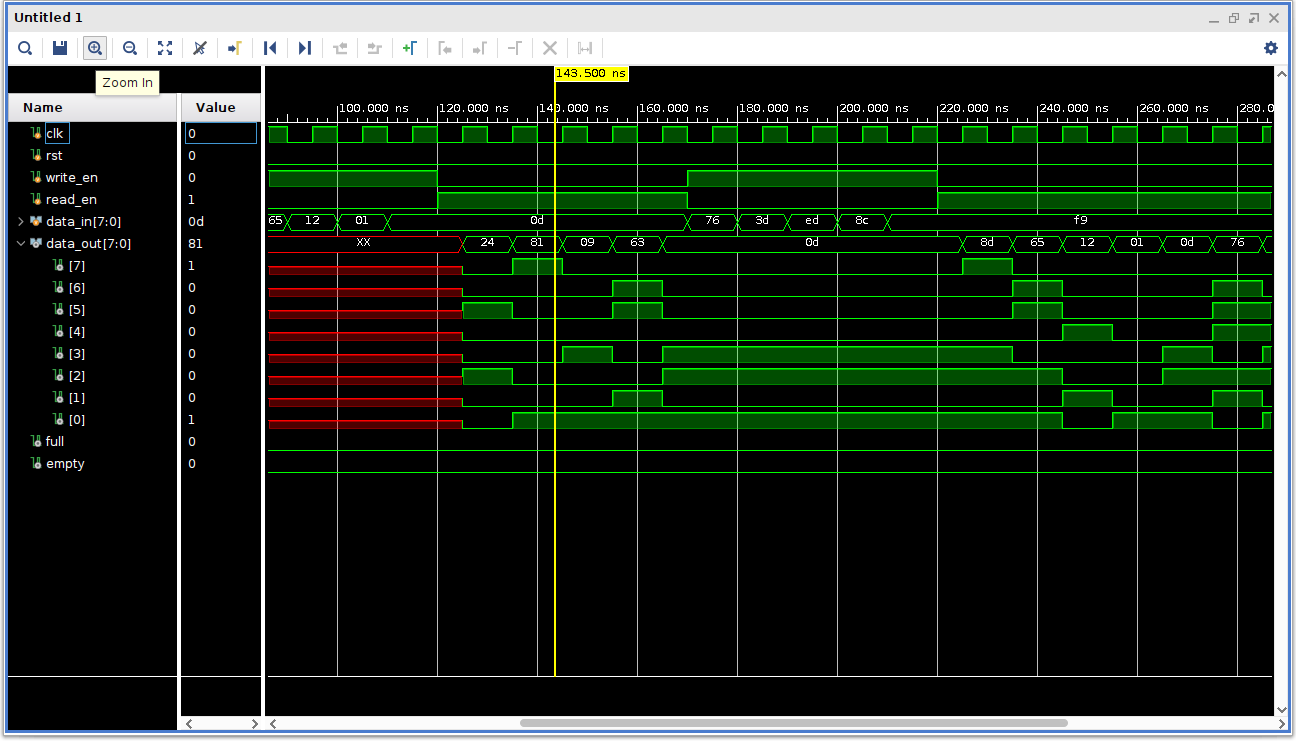 Untitled 1
Zoom In
143.500 ns
Name Value
100.000 ns 120.000 ns 140.000 ns 160.000 ns 180.000 ns 200.000 ns 220.000 ns 240.000 ns 260.000 ns 280.0
clk 0
rst 0
write_en 0
read_en 1
data_in[7:0] 0d 65 12 01 0d 76 3d ed 8c f9
data_out[7:0] 81 XX 24 81 09 63 0d 8d 65 12 01 0d 76
[7] 1
[6] 0
[5] 0
[4] 0
[3] 0
[2] 0
[1] 0
[0] 1
full 0
empty 0